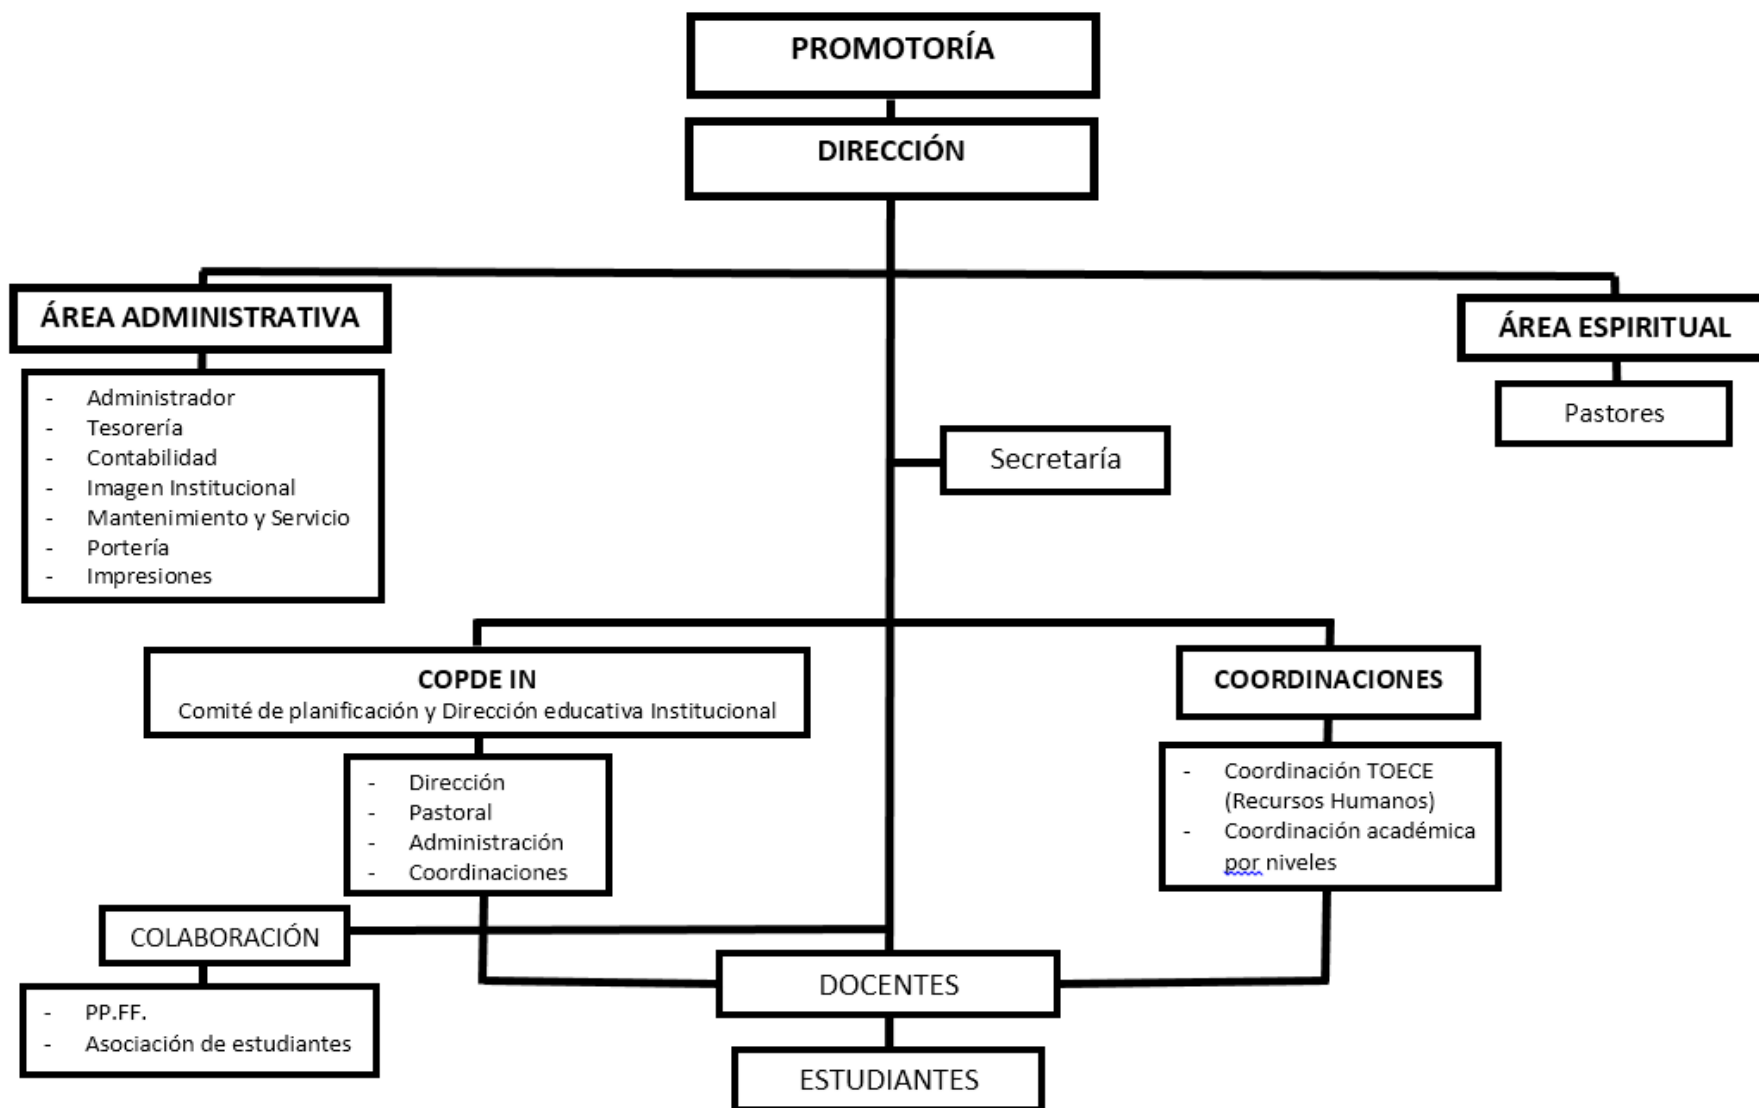 PROMOTORÍA
DIRECCIÓN
ÁREA ADMINISTRATIVA
- Administrador
- Tesorería
- Contabilidad
- Imagen Institucional
- Mantenimiento y Servicio
- Portería
- Impresiones
ÁREA ESPIRITUAL
Pastores
Secretaría
COPDE IN
Comité de planificación y Dirección educativa Institucional
- Dirección
- Pastoral
- Administración
- Coordinaciones
COORDINACIONES
- Coordinación TOECE
(Recursos Humanos)
- Coordinación académica
por niveles
COLABORACIÓN
- PP.FF.
- Asociación de estudiantes
DOCENTES
ESTUDIANTES